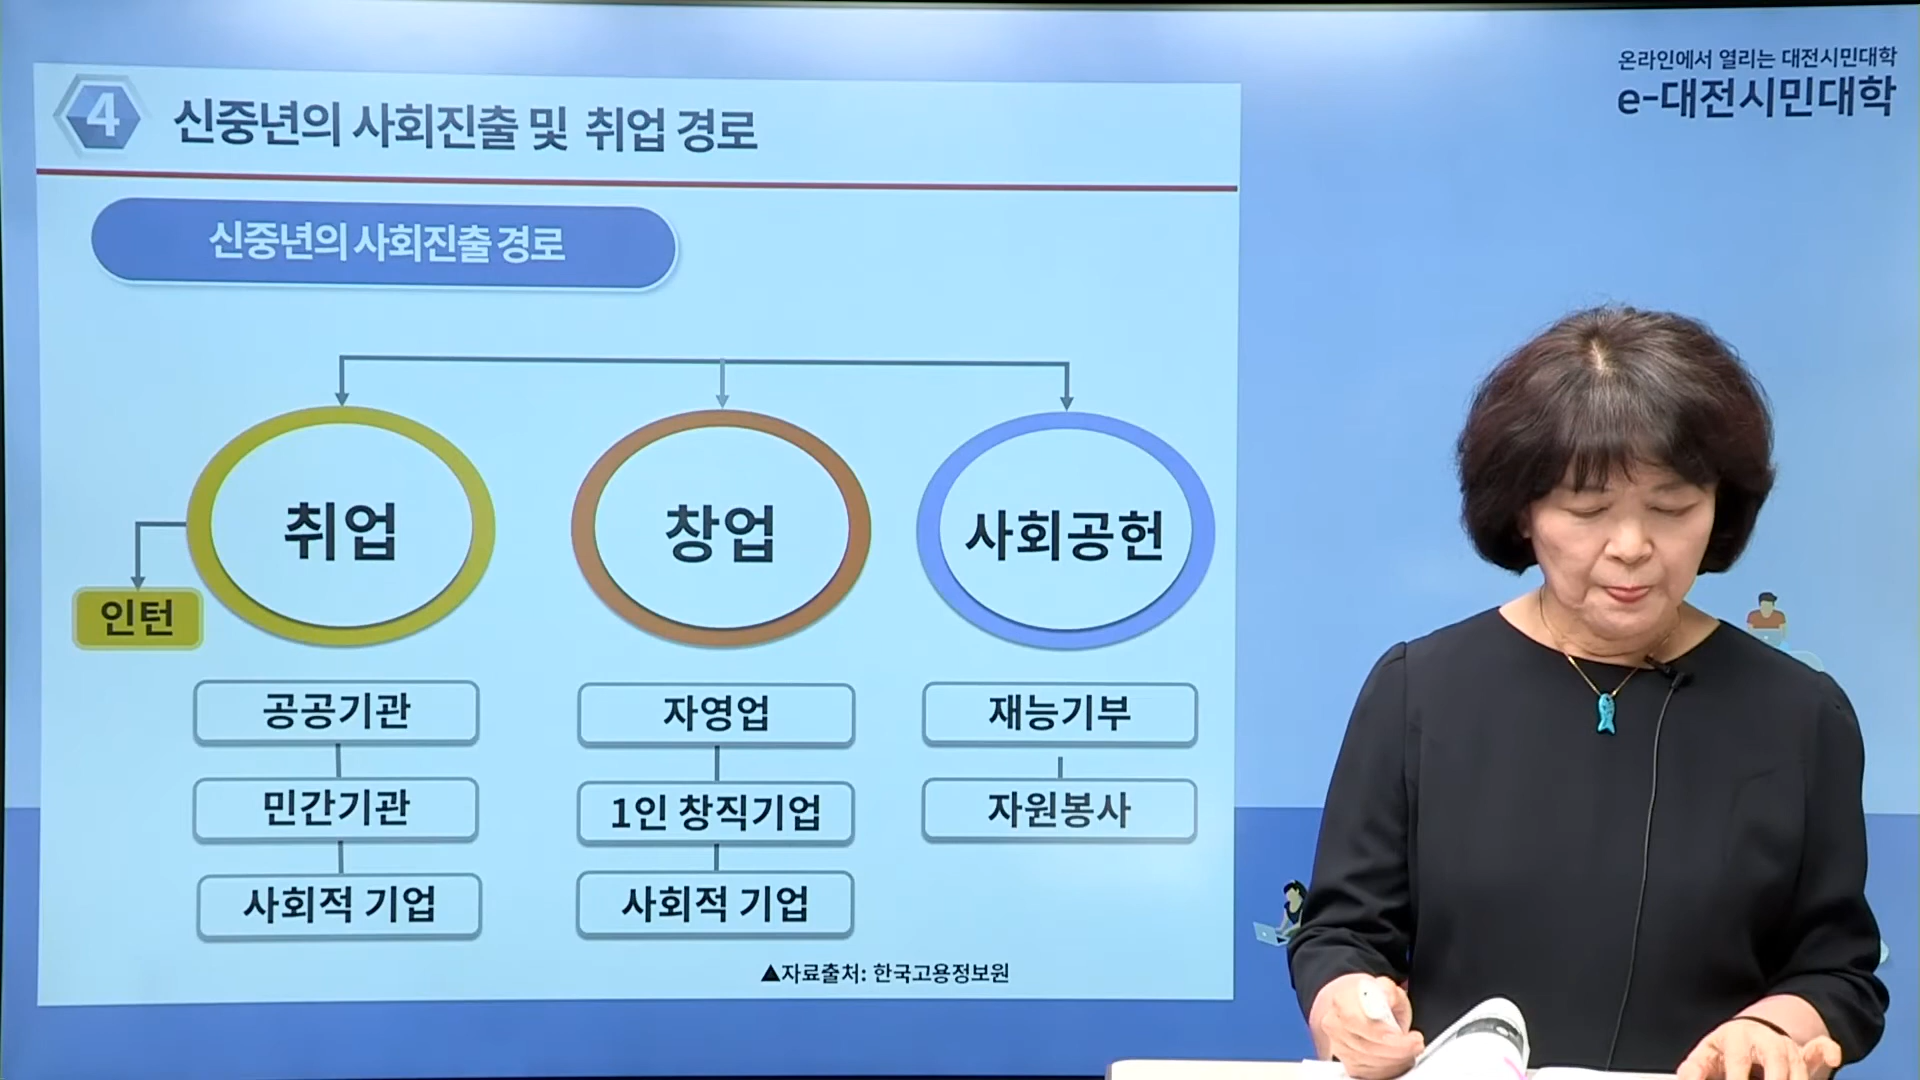 온라인에서 열리는 대전시민대학
e-대전시민대학
4 신중년의 사회진출 및 취업 경로
신중년의 사회진출 경로
취업
창업
사회공헌
인턴
공공기관
자영업
재능기부
민간기관
1인 창직기업
자원봉사
사회적 기업
사회적 기업
▲자료출처: 한국고용정보원